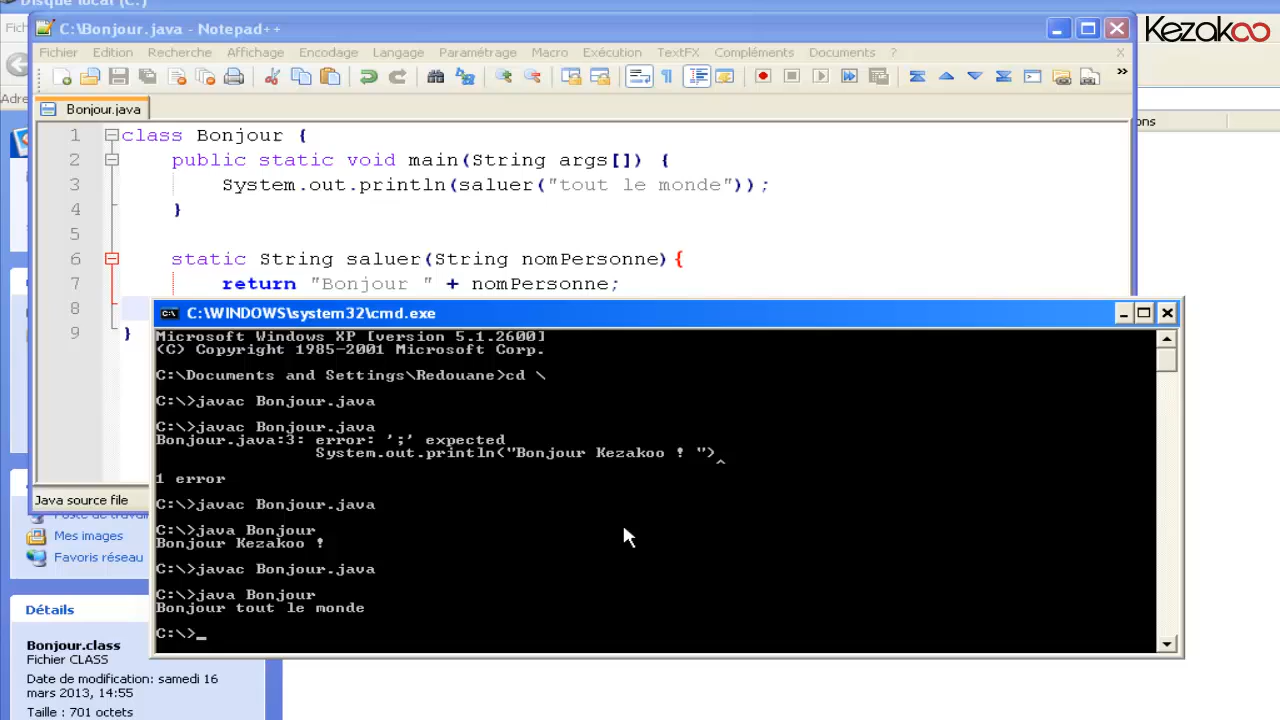 Disque local (C:)
C:\Bonjour.java - Notepad++
Kezakoo
Fichier Edition Recherche Affichage Encodage Langage Paramétrage Macro Exécution TextFX Compléments Documents ? X
Bonjour.java
1 class Bonjour {
2 public static void main(String args[]) {
3 System.out.println(saluer("tout le monde"));
4 }
5
6 static String saluer(String nomPersonne){
7 return "Bonjour " + nomPersonne;
8
9 }
C:\WINDOWS\system32\cmd.exe
Microsoft Windows XP [version 5.1.2600]
(C) Copyright 1985-2001 Microsoft Corp.
C:\Documents and Settings\Redouane>cd \
C:\>javac Bonjour.java
C:\>javac Bonjour.java
Bonjour.java:3: error: ';' expected
System.out.println("Bonjour Kezakoo ! ")
^
1 error
C:\>javac Bonjour.java
C:\>java Bonjour
Bonjour Kezakoo !
C:\>javac Bonjour.java
C:\>java Bonjour
Bonjour tout le monde
C:\>_
Java source file
Mes images
Favoris réseau
Détails
Bonjour.class
Fichier CLASS
Date de modification: samedi 16
mars 2013, 14:55
Taille : 701 octets